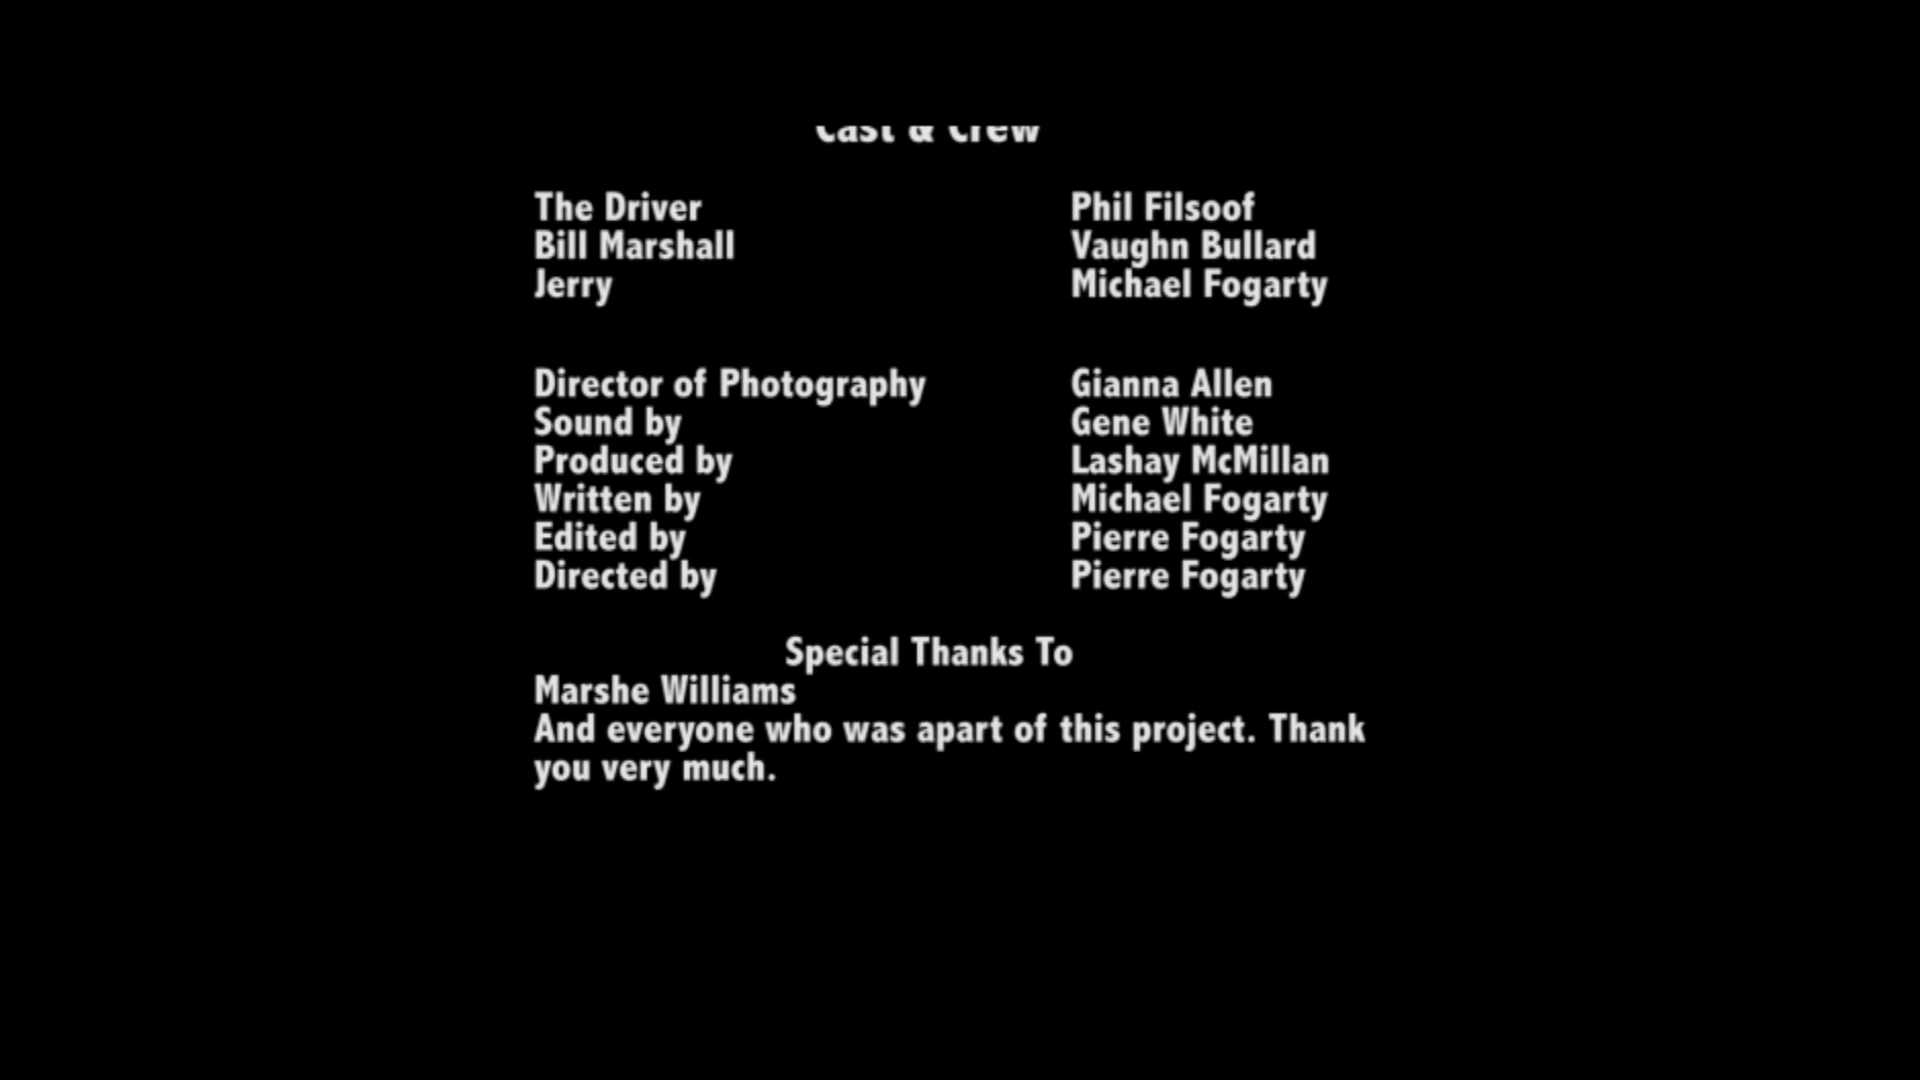 Cast & Crew
The Driver Phil Filsoof
Bill Marshall Vaughn Bullard
Jerry Michael Fogarty
Director of Photography Gianna Allen
Sound by Gene White
Produced by Lashay McMillan
Written by Michael Fogarty
Edited by Pierre Fogarty
Directed by Pierre Fogarty
Special Thanks To
Marshe Williams
And everyone who was apart of this project. Thank
you very much.